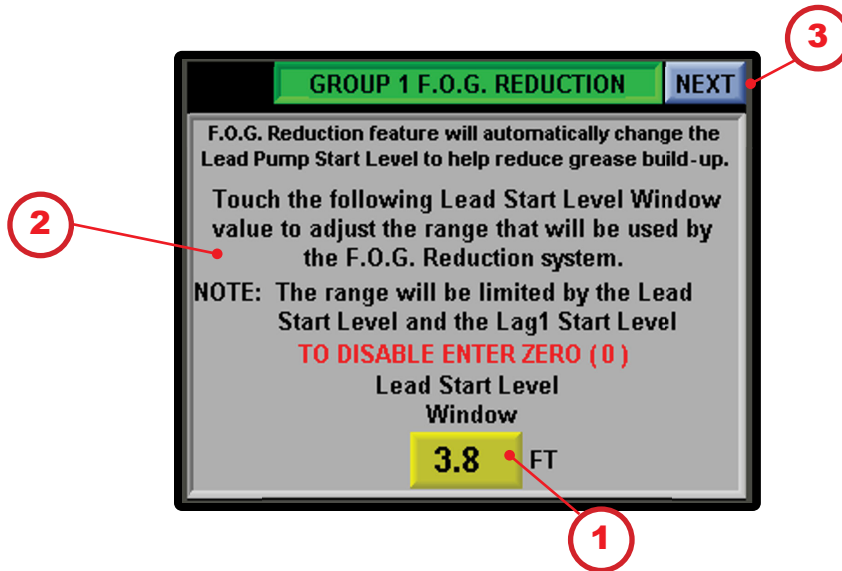 3
GROUP 1 F.O.G. REDUCTION NEXT
F.O.G. Reduction feature will automatically change the
Lead Pump Start Level to help reduce grease build-up.
Touch the following Lead Start Level Window
2
value to adjust the range that will be used by
the F.O.G. Reduction system.
NOTE: The range will be limited by the Lead
Start Level and the Lag1 Start Level
TO DISABLE ENTER ZERO ( 0 )
Lead Start Level
Window
3.8 FT
1